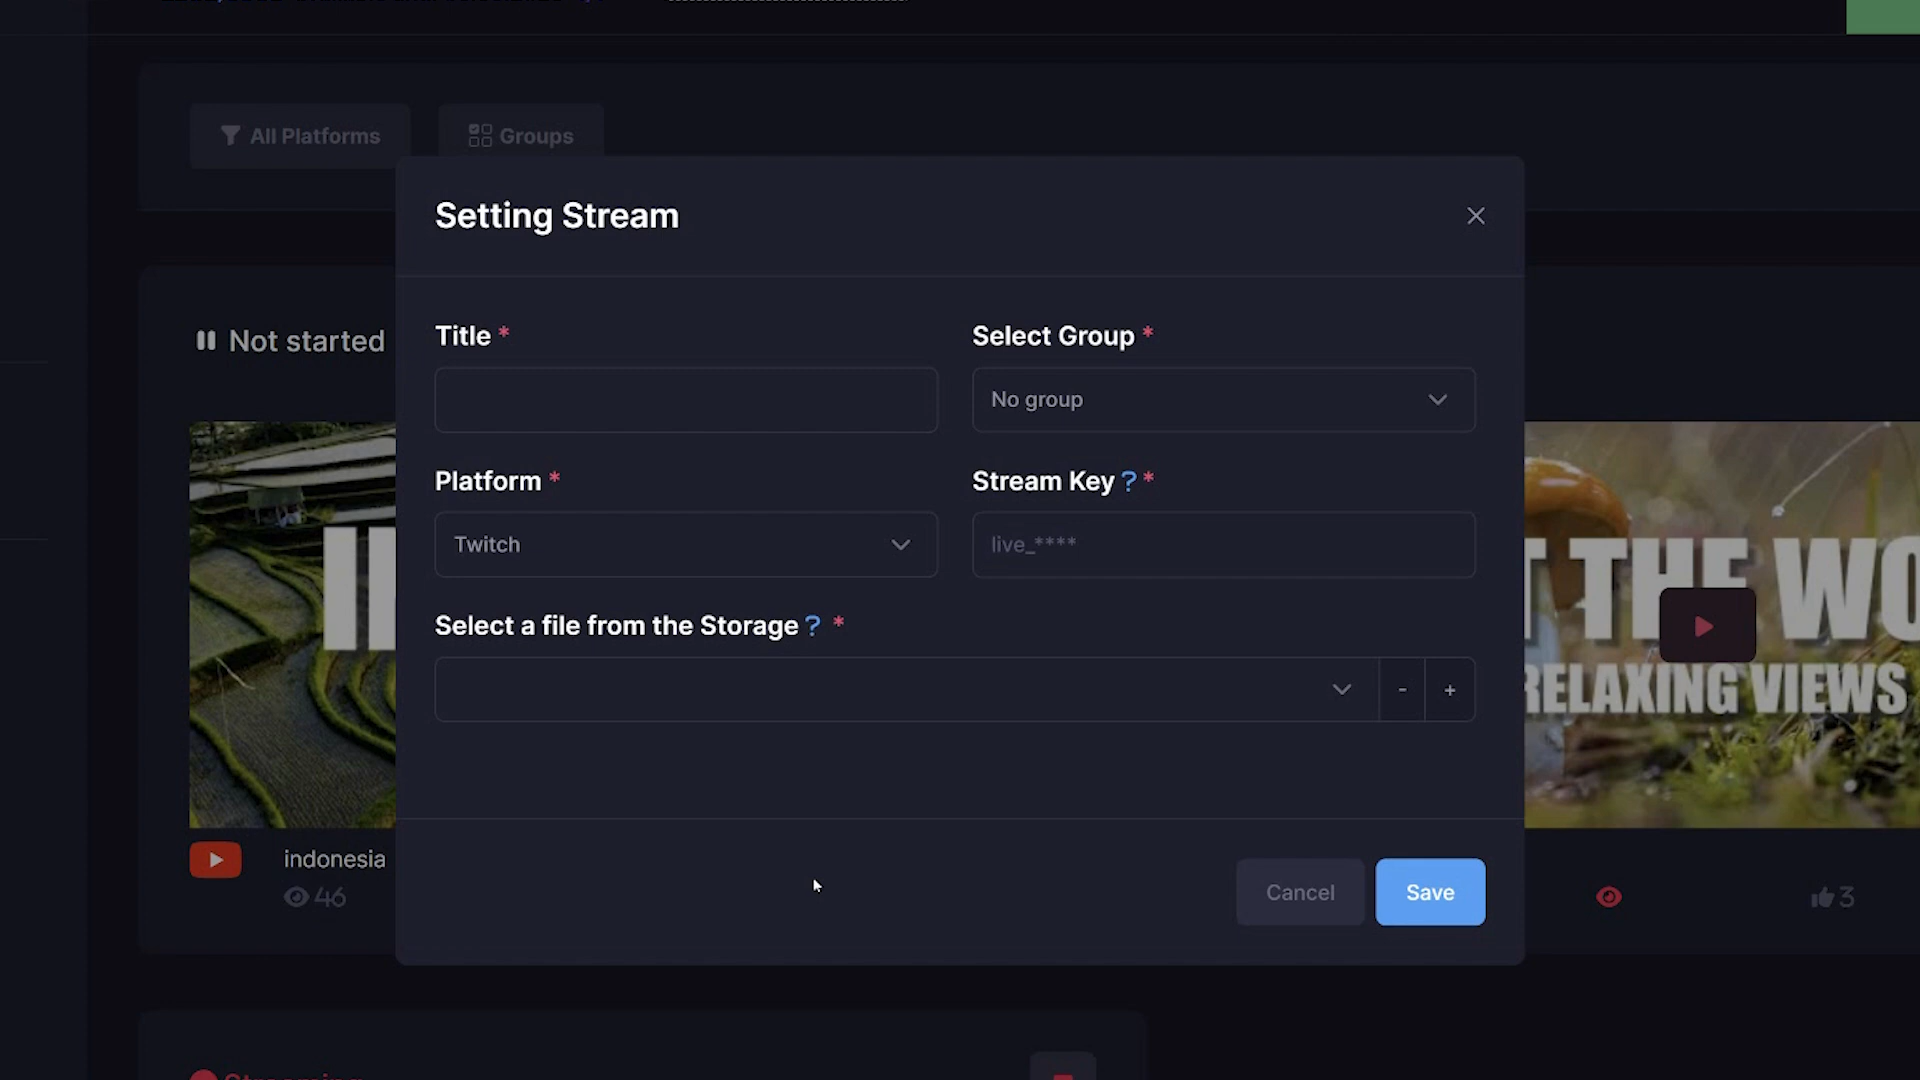 All Platforms
Groups
Setting Stream
Not started
Title *
Select Group *
No group
Platform *
Stream Key ? *
Twitch
live_****
Select a file from the Storage ? *
- +
T THE WO
RELAXING VIEWS
indonesia
46
3
Cancel
Save